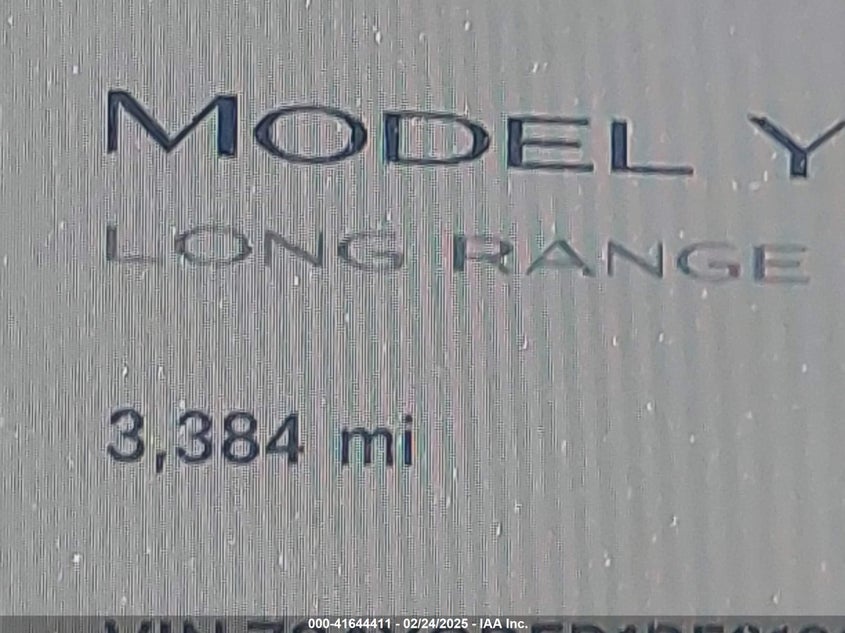 MODEL Y
LONG RANGE
3,384 mi
000-41644411 - 02/24/2025 - IAA Inc.